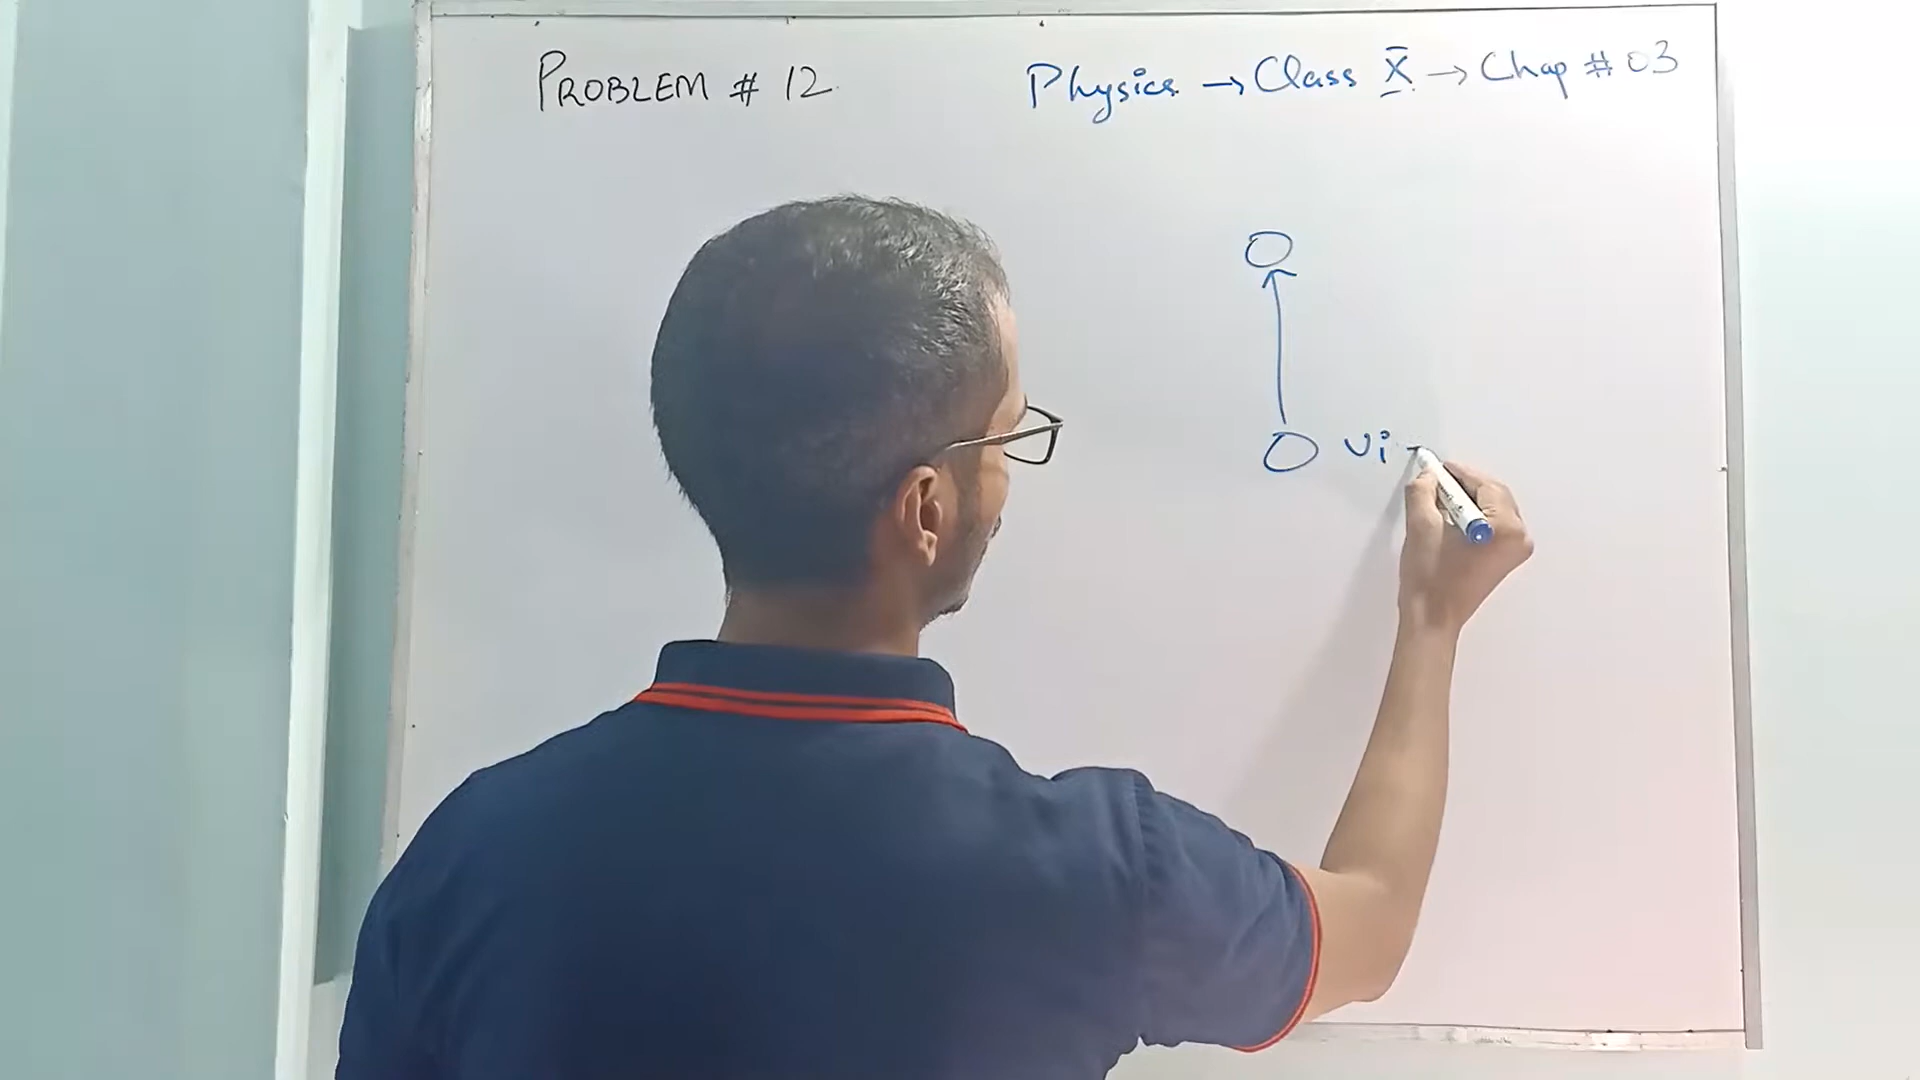 PROBLEM # 12
Physics → Class X → Chap # 03
vi -